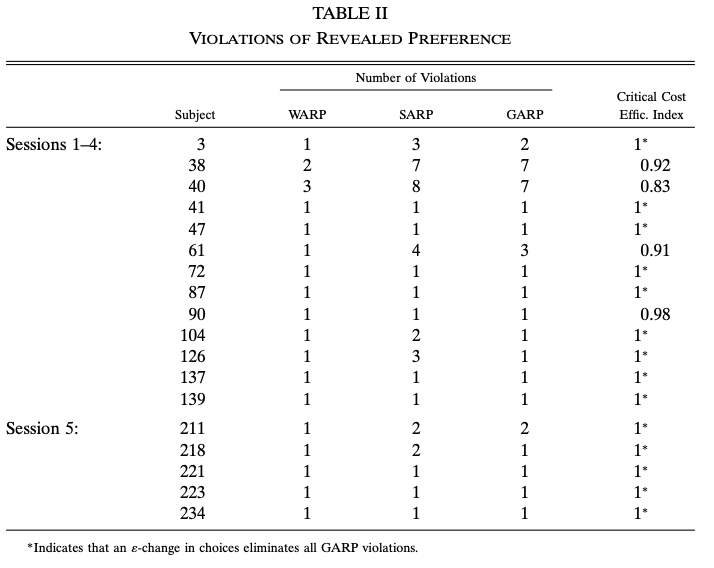 TABLE II
VIOLATIONS OF REVEALED PREFERENCE
Number of Violations
Critical Cost
Subject WARP SARP GARP Effic. Index
Sessions 1–4: 3 1 3 2 1*
38 2 7 7 0.92
40 3 8 7 0.83
41 1 1 1 1*
47 1 1 1 1*
61 1 4 3 0.91
72 1 1 1 1*
87 1 1 1 1*
90 1 1 1 0.98
104 1 2 1 1*
126 1 3 1 1*
137 1 1 1 1*
139 1 1 1 1*
Session 5: 211 1 2 2 1*
218 1 2 1 1*
221 1 1 1 1*
223 1 1 1 1*
234 1 1 1 1*
*Indicates that an ε-change in choices eliminates all GARP violations.